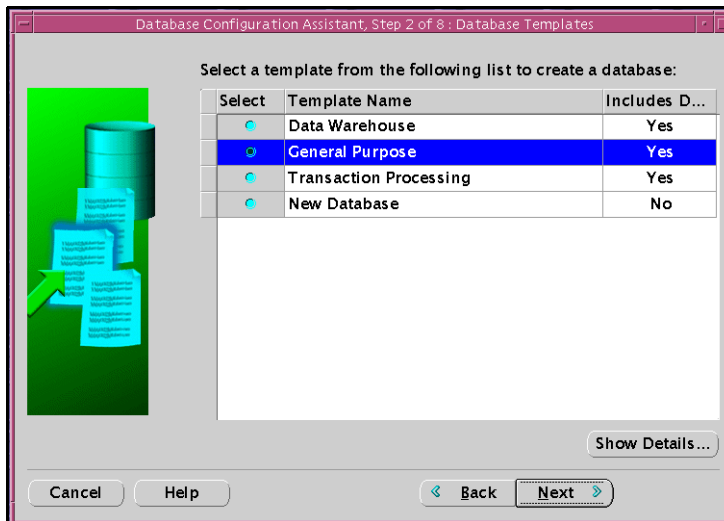 Database Configuration Assistant, Step 2 of 8 : Database Templates
Select a template from the following list to create a database:
Select Template Name Includes D...
Data Warehouse Yes
General Purpose Yes
Transaction Processing Yes
New Database No
Show Details...
Cancel Help Back Next